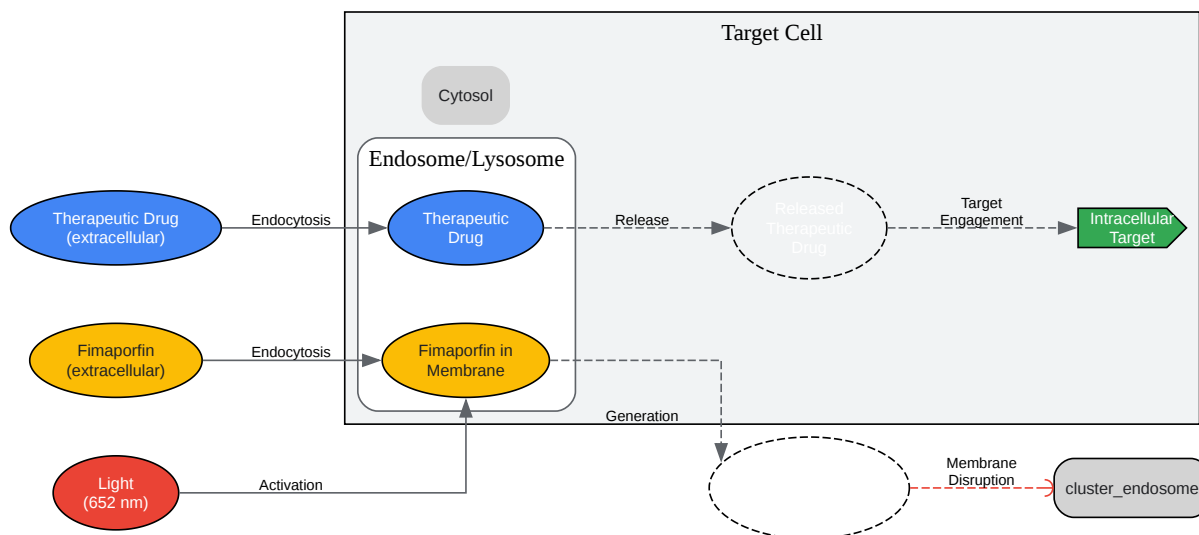 Target Cell
Cytosol
Endosome/Lysosome
Therapeutic Drug
(extracellular)
Endocytosis
Therapeutic
Drug
Release
Released
Therapeutic
Drug
Target
Engagement
Intracellular
Target
Fimaporfin
(extracellular)
Endocytosis
Fimaporfin in
Membrane
Generation
Light
(652 nm)
Activation
Membrane
Disruption
cluster_endosome